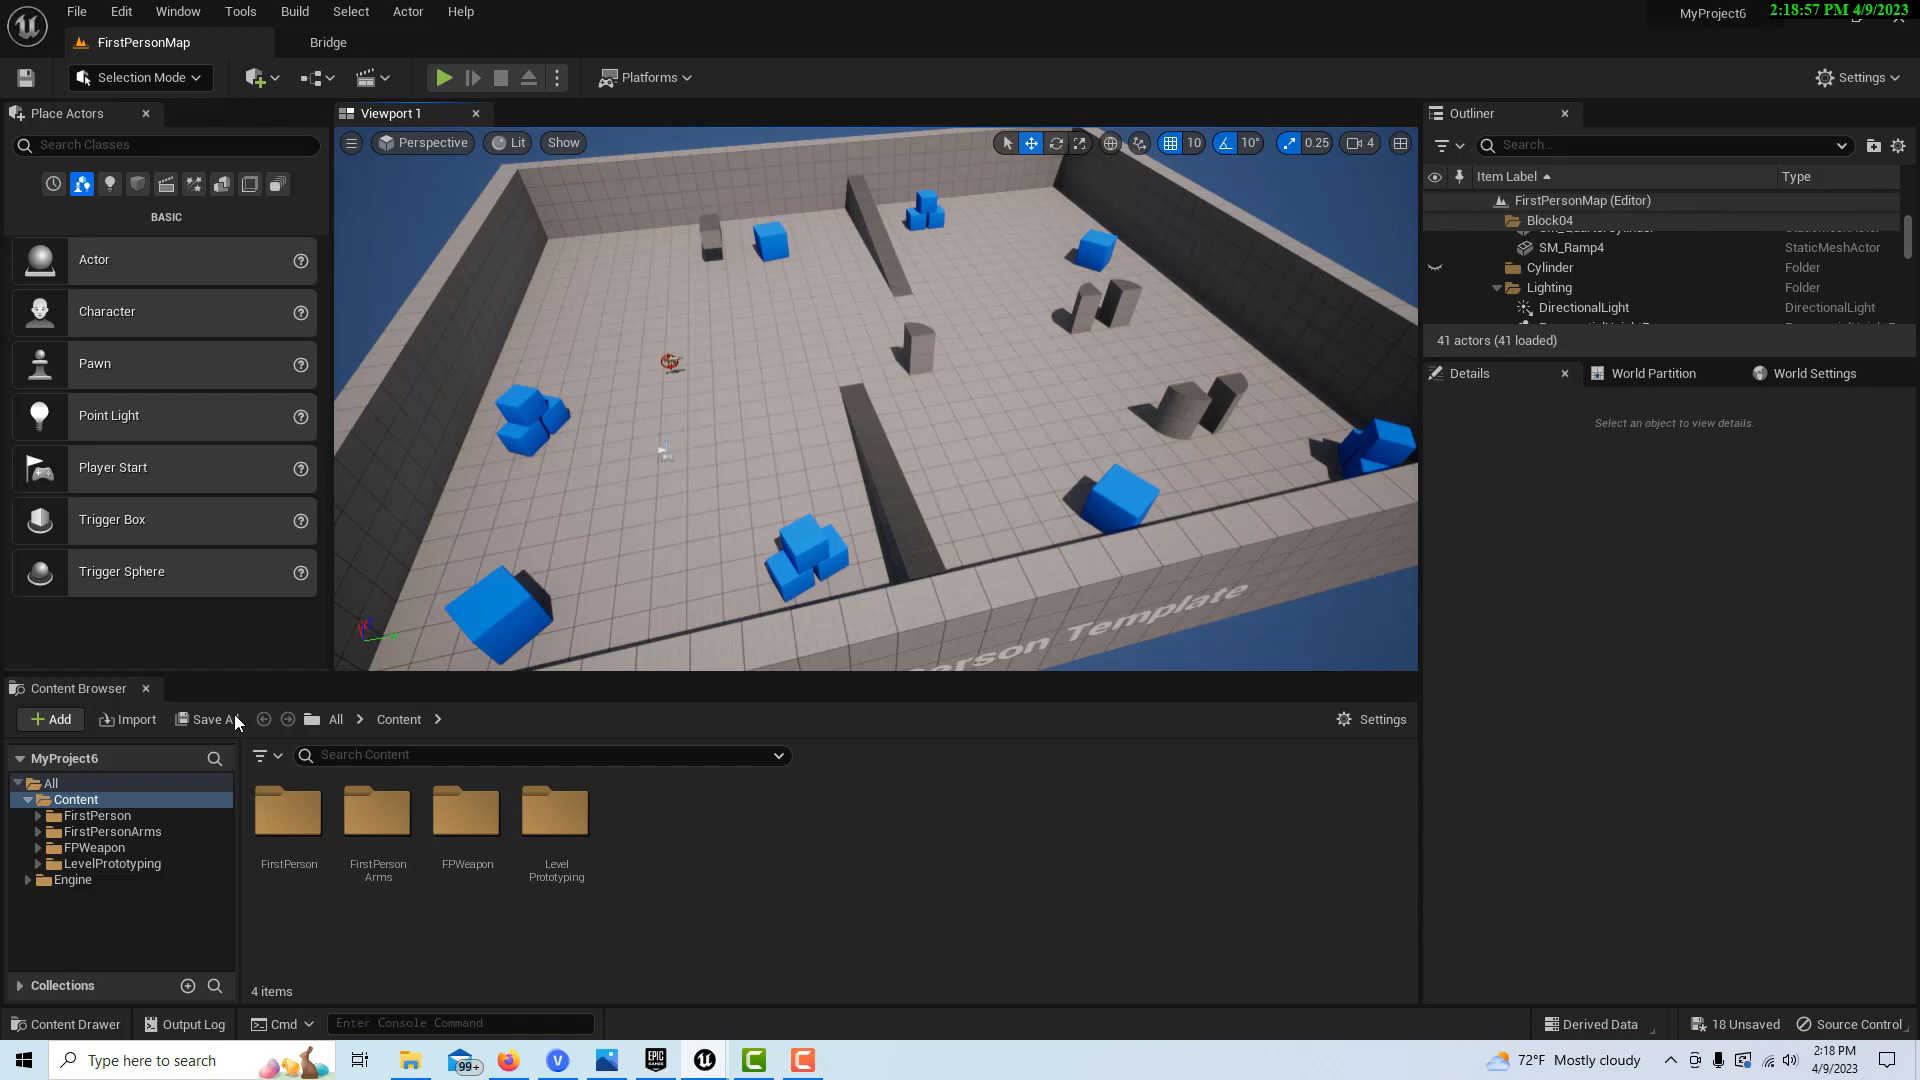 File Edit Window Tools Build Select Actor Help
MyProject6
2:18:57 PM 4/9/2023
FirstPersonMap
Bridge
Selection Mode
Platforms
Settings
Place Actors
Search Classes
BASIC
Actor
Character
Pawn
Point Light
Player Start
Trigger Box
Trigger Sphere
Viewport 1
Perspective Lit Show
10 10° 0.25 4
erson Template
Outliner
Search...
Item Label Type
FirstPersonMap (Editor)
Block04
SM_Ramp4 StaticMeshActor
Cylinder Folder
Lighting Folder
DirectionalLight DirectionalLight
41 actors (41 loaded)
Details World Partition World Settings
Select an object to view details.
Content Browser
Add Import Save A All Content Settings
MyProject6
Search Content
All
Content
FirstPerson
FirstPersonArms
FPWeapon
LevelPrototyping
Engine
FirstPerson
FirstPerson
Arms
FPWeapon
Level
Prototyping
Collections
4 items
Content Drawer Output Log Cmd Enter Console Command Derived Data 18 Unsaved Source Control
Type here to search
99+
EPIC
GAMES
72°F Mostly cloudy
2:18 PM
4/9/2023